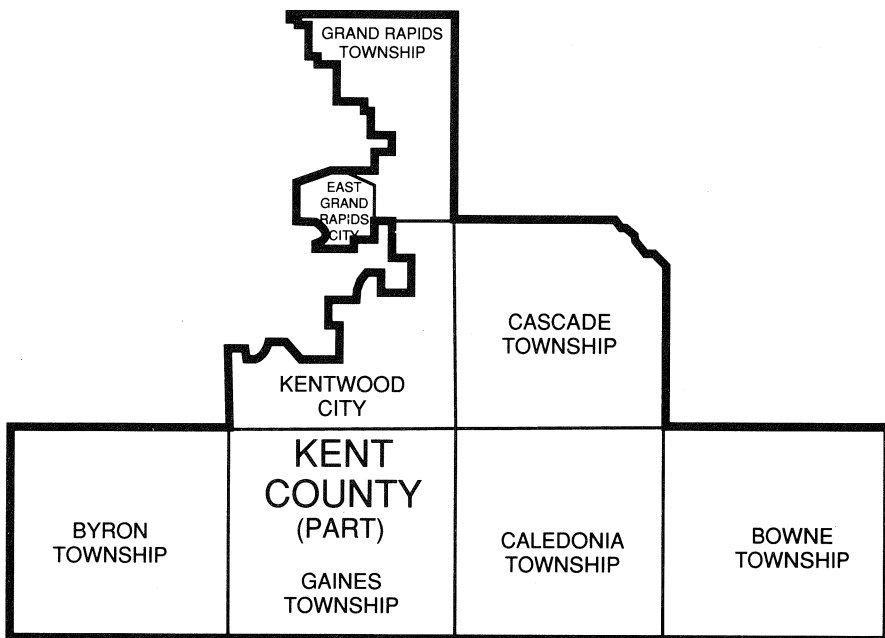 GRAND RAPIDS
TOWNSHIP
EAST
GRAND
RAPIDS
CITY
CASCADE
TOWNSHIP
KENTWOOD
CITY
KENT
COUNTY
(PART)
BYRON
TOWNSHIP
GAINES
TOWNSHIP
CALEDONIA
TOWNSHIP
BOWNE
TOWNSHIP